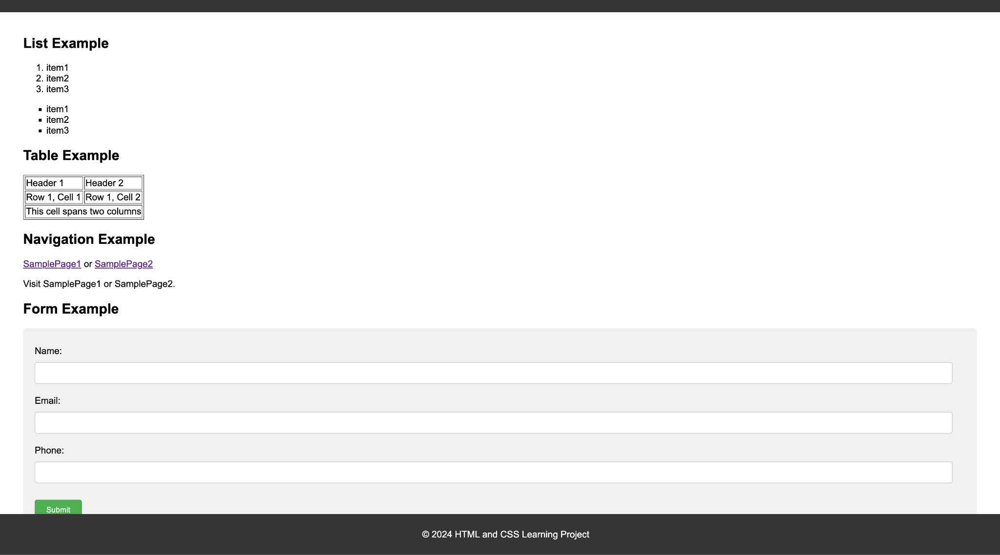 List Example
1. item1
2. item2
3. item3
▪ item1
▪ item2
▪ item3
Table Example
Header 1 Header 2
Row 1, Cell 1 Row 1, Cell 2
This cell spans two columns
Navigation Example
SamplePage1 or SamplePage2
Visit SamplePage1 or SamplePage2.
Form Example
Name:
Email:
Phone:
Submit
© 2024 HTML and CSS Learning Project